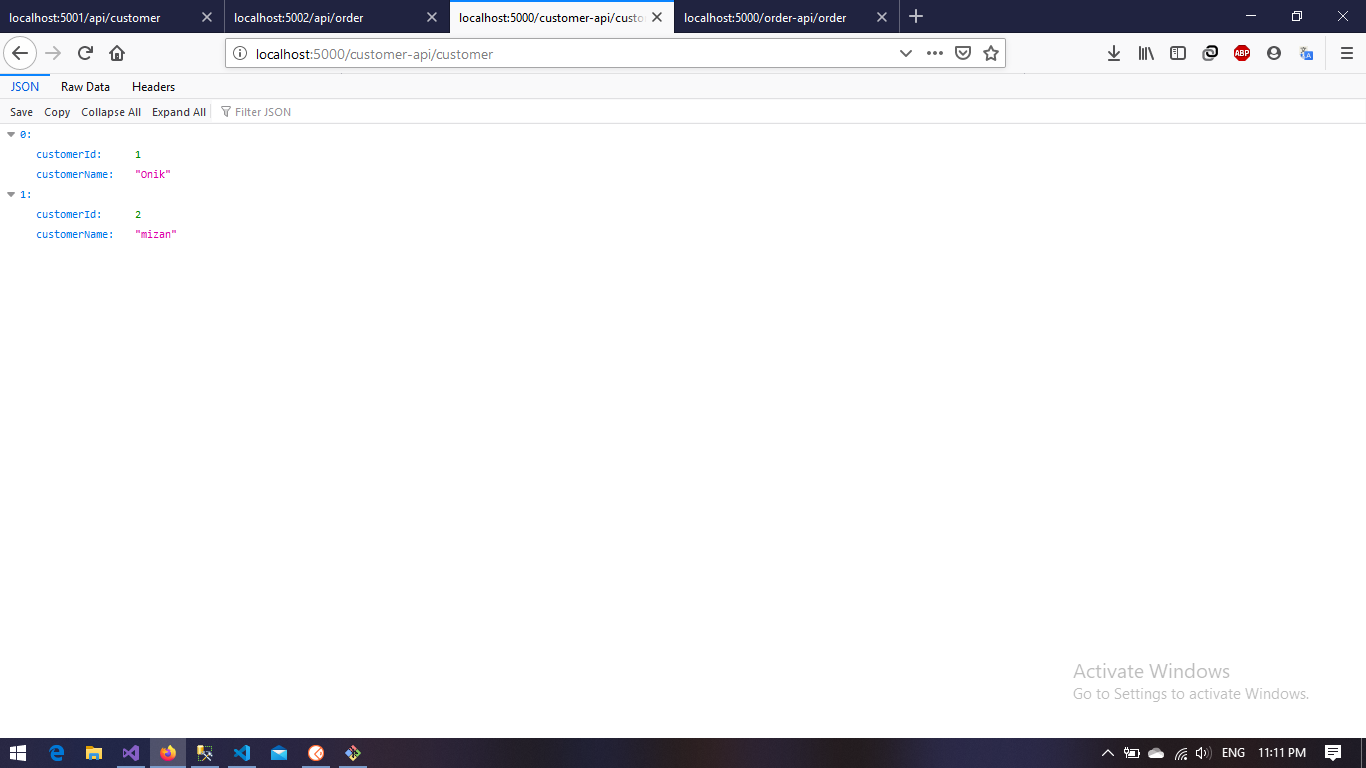 localhost:5001/api/customer localhost:5002/api/order localhost:5000/customer-api/custo localhost:5000/order-api/order
localhost:5000/customer-api/customer ABP
JSON Raw Data Headers
Save Copy Collapse All Expand All Filter JSON
0:
customerId: 1
customerName: "Onik"
1:
customerId: 2
customerName: "mizan"
Activate Windows
Go to Settings to activate Windows.
ENG 11:11 PM